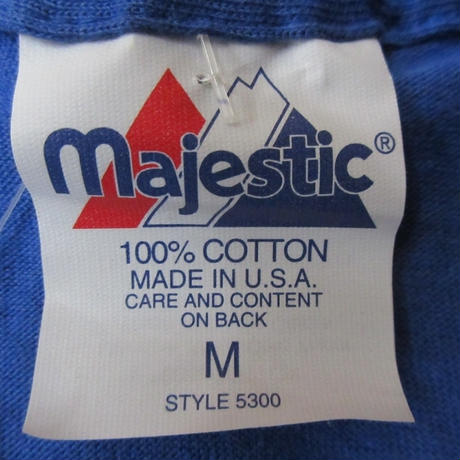 majestic®
100% COTTON
MADE IN U.S.A.
CARE AND CONTENT
ON BACK
M
STYLE 5300